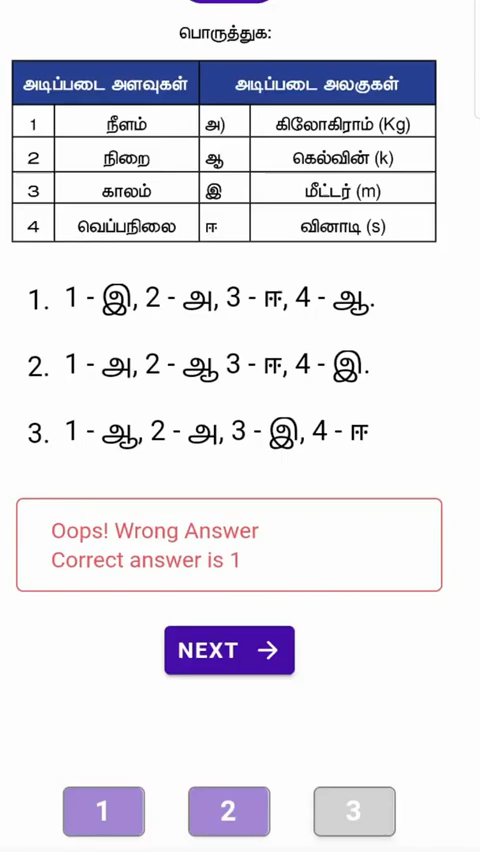 பொருத்துக:
அடிப்படை அளவுகள் அடிப்படை அலகுகள்
1 நீளம் அ) கிலோகிராம் (Kg)
2 நிறை ஆ கெல்வின் (k)
3 காலம் இ மீட்டர் (m)
4 வெப்பநிலை ஈ வினாடி (s)
1. 1 - இ, 2 - அ, 3 - ஈ, 4 - ஆ.
2. 1 - அ, 2 - ஆ 3 - ஈ, 4 - இ.
3. 1 - ஆ, 2 - அ, 3 - இ, 4 - ஈ
Oops! Wrong Answer
Correct answer is 1
NEXT →
1 2 3